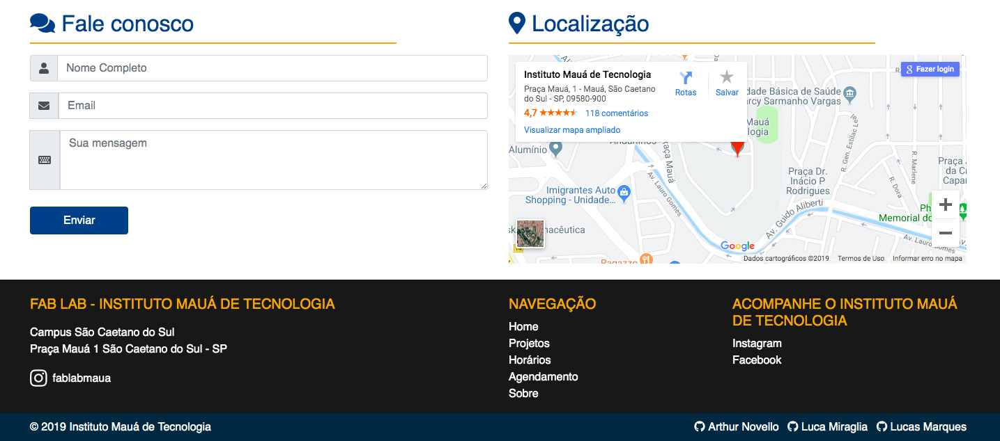 Fale conosco
Nome Completo
Email
Sua mensagem
Enviar
Localização
Instituto Mauá de Tecnologia
Praça Mauá, 1 - Mauá, São Caetano
do Sul - SP, 09580-900
4,7
118 comentários
Visualizar mapa ampliado
Rotas
Salvar
Fazer login
dade Básica de Saúde
arcy Sarmanho Vargas
Mauá
ologia
Alumínio
aça Mauá
Av. Lauro Gomes
Imigrantes Auto
Shopping - Unidade...
macêutica
Ragazzo
R. Gen. Estilac Lea
Praça Dr.
Inácio P
Rodrigues
R. Marlene
R. Dora
Praça
da C
Capar
Ph
Memorial do
Av. Guido Aliberti
Av. Lauro Gomes
Google
Dados cartográficos ©2019
Termos de Uso
Informar erro no mapa
FAB LAB - INSTITUTO MAUÁ DE TECNOLOGIA
Campus São Caetano do Sul
Praça Mauá 1 São Caetano do Sul - SP
fablabmaua
NAVEGAÇÃO
Home
Projetos
Horários
Agendamento
Sobre
ACOMPANHE O INSTITUTO MAUÁ
DE TECNOLOGIA
Instagram
Facebook
© 2019 Instituto Mauá de Tecnologia
Arthur Novello Luca Miraglia Lucas Marques